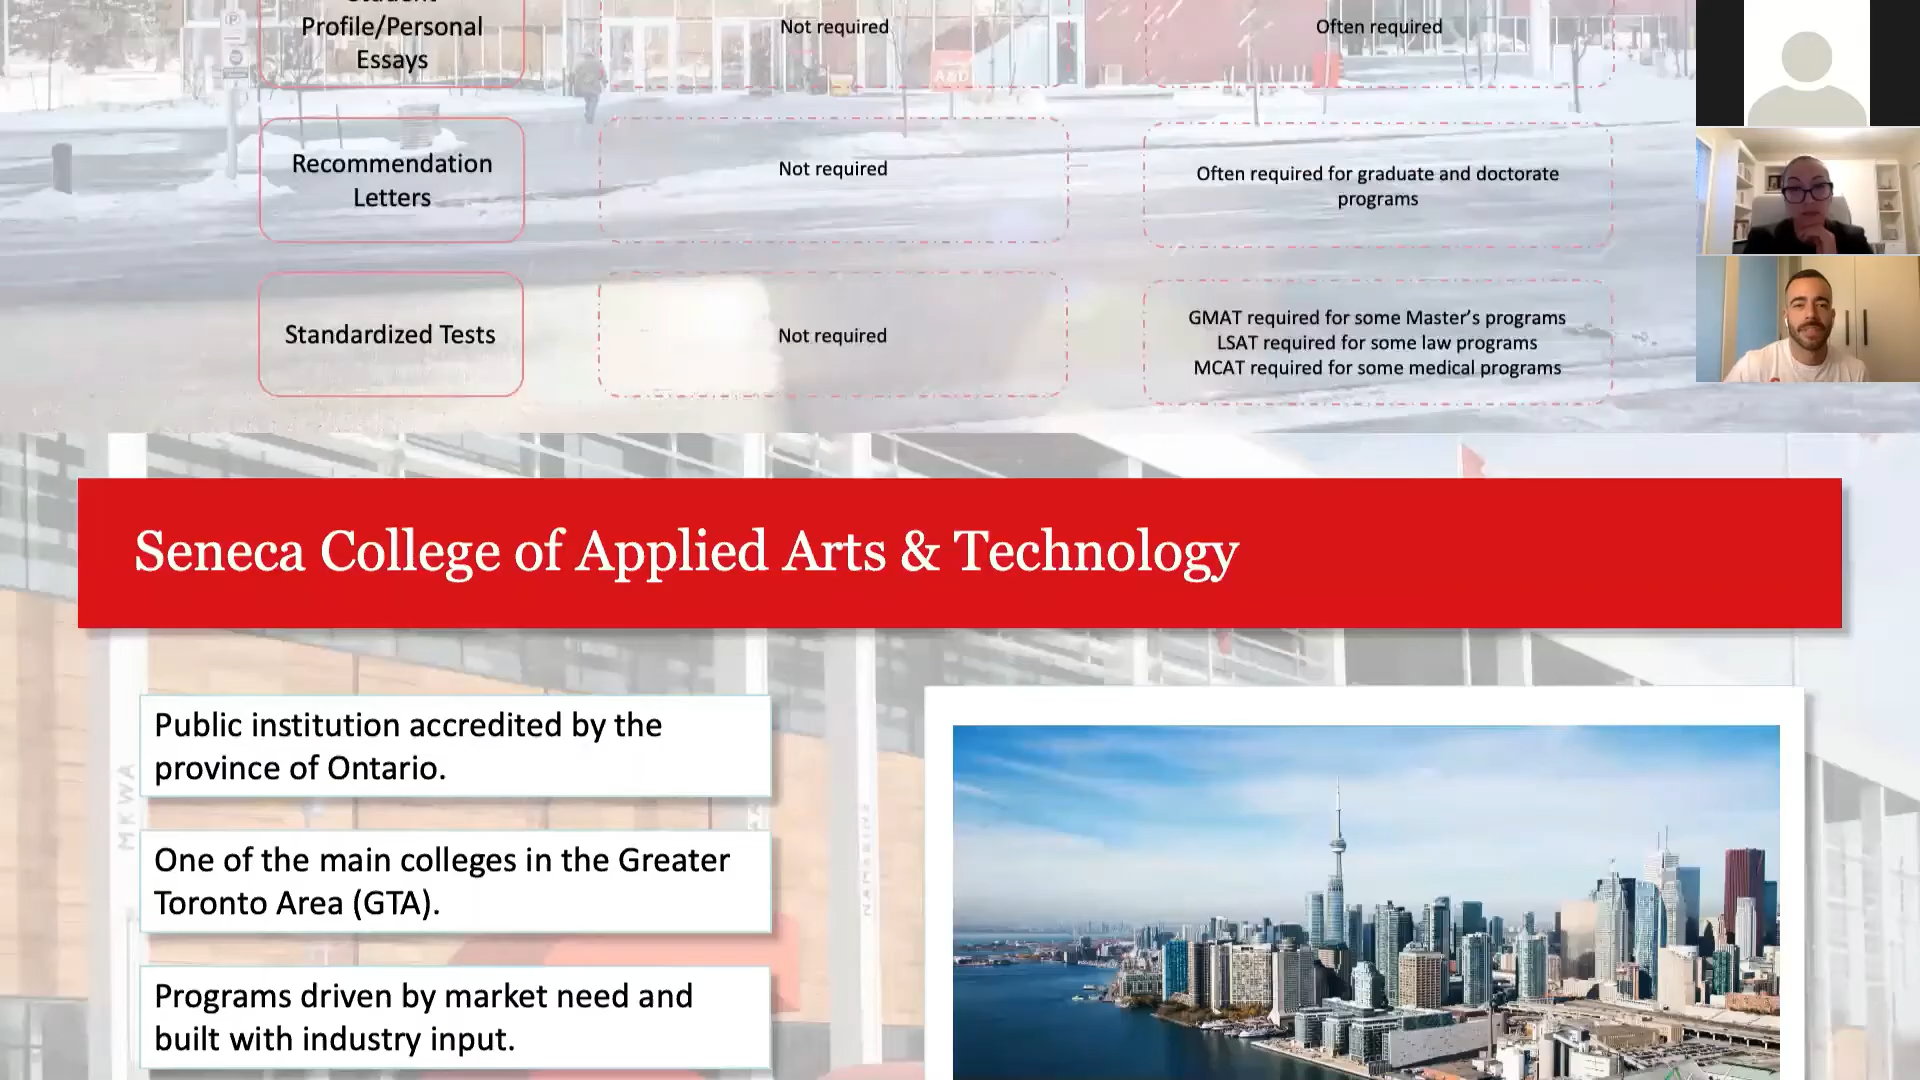 Profile/Personal
Essays
Not required
Often required
Recommendation
Letters
Not required
Often required for graduate and doctorate
programs
Standardized Tests
Not required
GMAT required for some Master’s programs
LSAT required for some law programs
MCAT required for some medical programs
Seneca College of Applied Arts & Technology
Public institution accredited by the
province of Ontario.
One of the main colleges in the Greater
Toronto Area (GTA).
Programs driven by market need and
built with industry input.